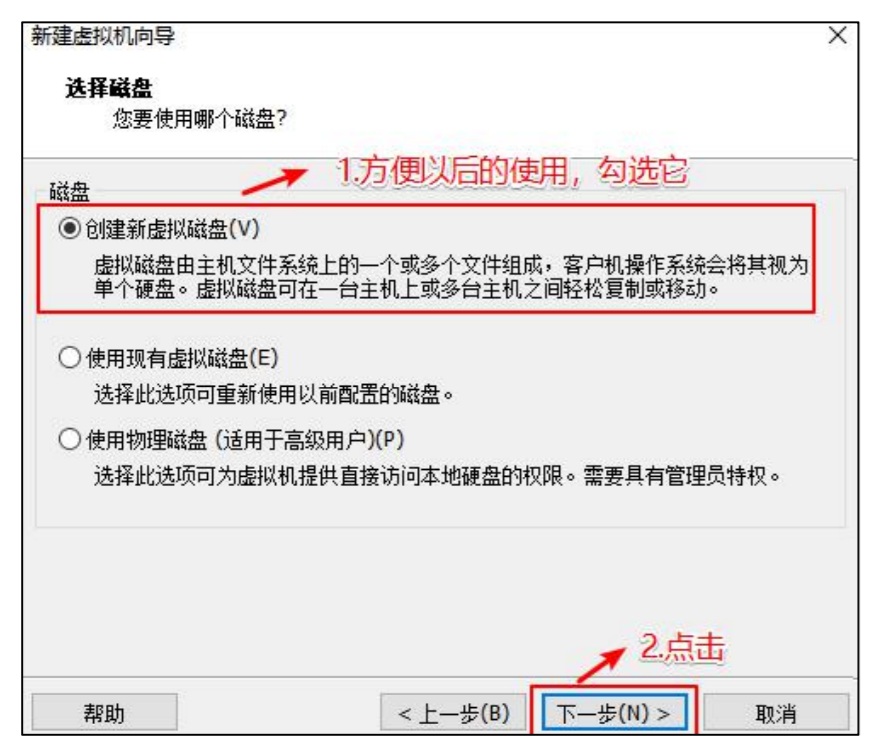 新建虚拟机向导
选择磁盘
您要使用哪个磁盘?
1.方便以后的使用，勾选它
磁盘
创建新虚拟磁盘(V)
虚拟磁盘由主机文件系统上的一个或多个文件组成，客户机操作系统会将其视为
单个硬盘。虚拟磁盘可在一台主机上或多台主机之间轻松复制或移动。
使用现有虚拟磁盘(E)
选择此选项可重新使用以前配置的磁盘。
使用物理磁盘 (适用于高级用户)(P)
选择此选项可为虚拟机提供直接访问本地硬盘的权限。需要具有管理员特权。
2.点击
帮助 < 上一步(B) 下一步(N) > 取消